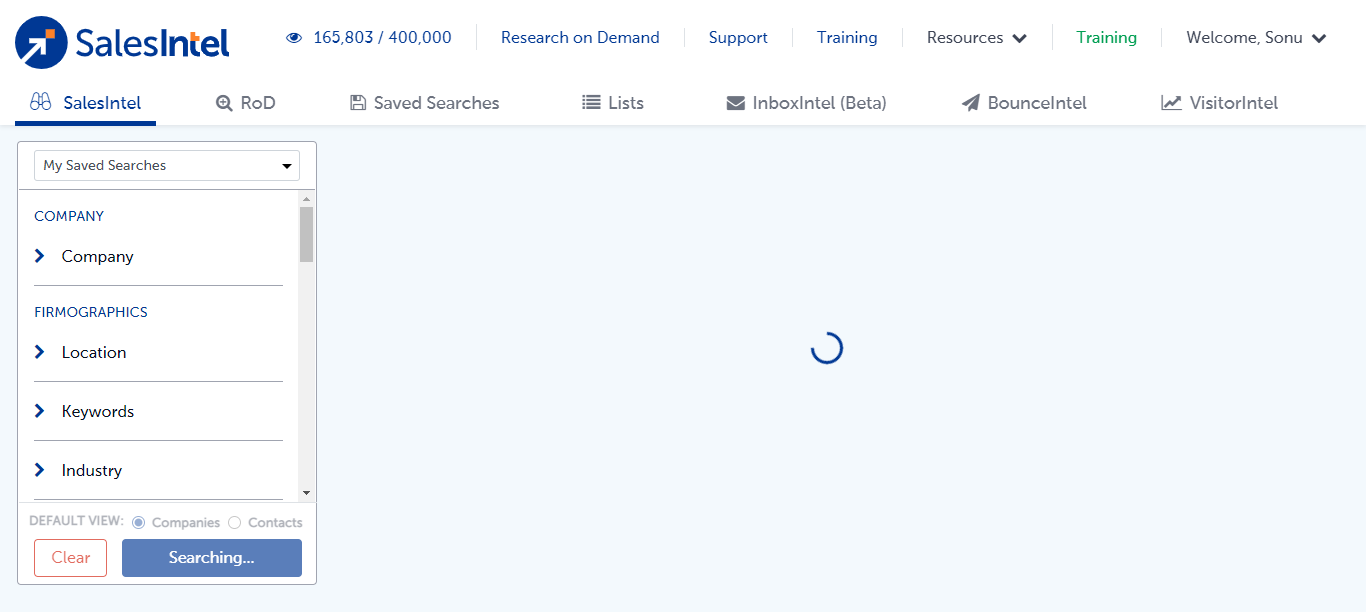 SalesIntel
165,803 / 400,000
Research on Demand
Support
Training
Resources
Training
Welcome, Sonu
SalesIntel
RoD
Saved Searches
Lists
InboxIntel (Beta)
BounceIntel
VisitorIntel
My Saved Searches
COMPANY
Company
FIRMOGRAPHICS
Location
Keywords
Industry
DEFAULT VIEW: Companies Contacts
Clear
Searching...